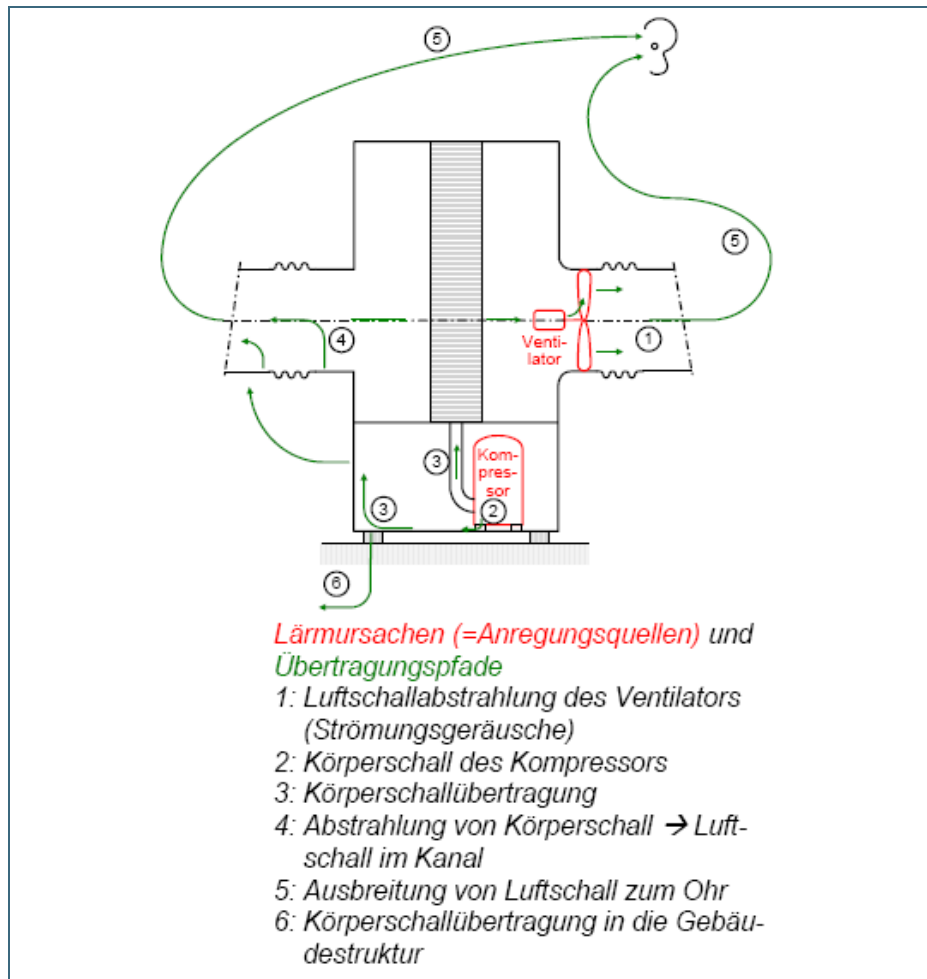 5
5
4
Venti-
lator
1
3
Kom-
pres-
sor
3
2
6
Lärmursachen (=Anregungsquellen) und
Übertragungspfade
1: Luftschallabstrahlung des Ventilators
(Strömungsgeräusche)
2: Körperschall des Kompressors
3: Körperschallübertragung
4: Abstrahlung von Körperschall → Luft-
schall im Kanal
5: Ausbreitung von Luftschall zum Ohr
6: Körperschallübertragung in die Gebäu-
destruktur